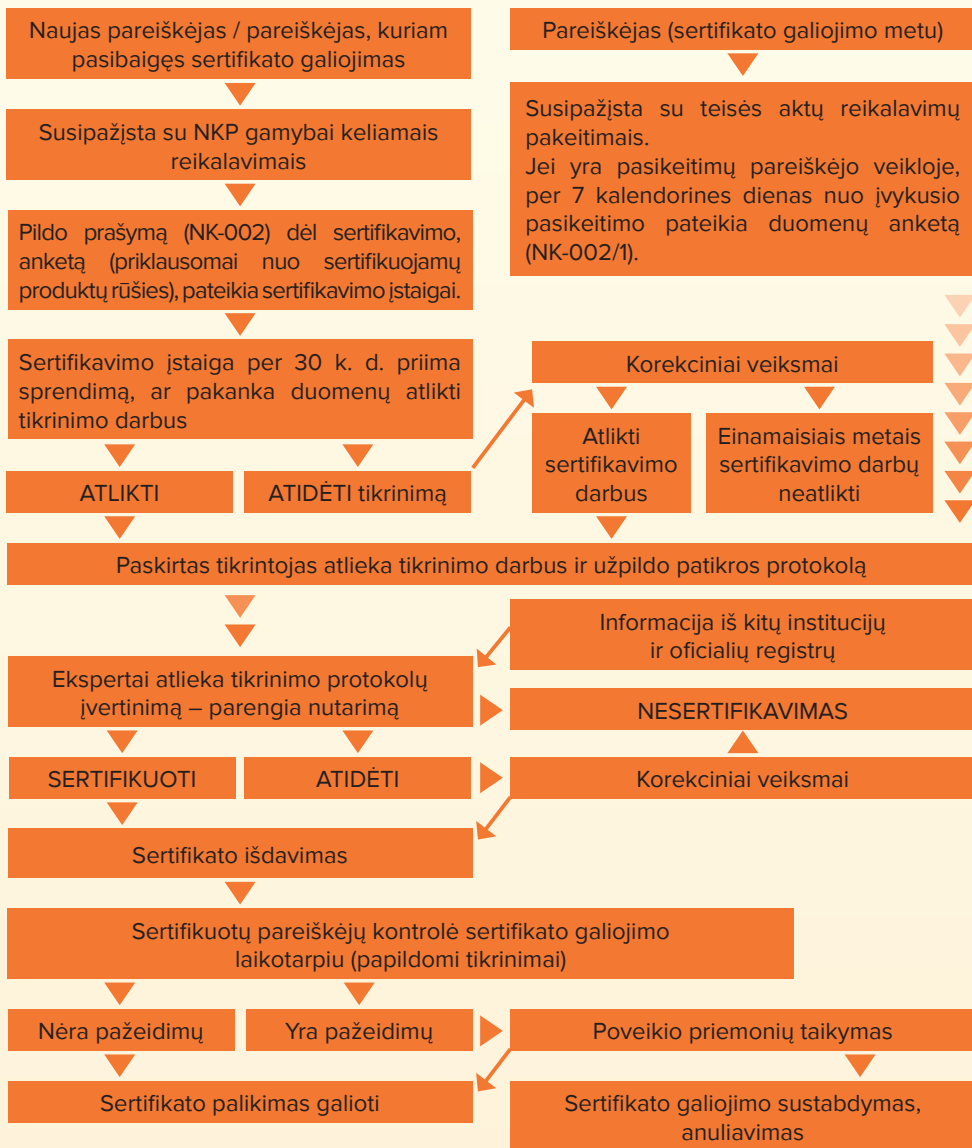 Naujas pareiškėjas / pareiškėjas, kuriam
pasibaigęs sertifikato galiojimas
Pareiškėjas (sertifikato galiojimo metu)
Susipažįsta su NKP gamybai keliamais
reikalavimais
Susipažįsta su teisės aktų reikalavimų
pakeitimais.
Jei yra pasikeitimų pareiškėjo veikloje,
per 7 kalendorines dienas nuo įvykusio
pasikeitimo pateikia duomenų anketą
(NK-002/1).
Pildo prašymą (NK-002) dėl sertifikavimo,
anketą (priklausomai nuo sertifikuojamų
produktų rūšies), pateikia sertifikavimo įstaigai.
Sertifikavimo įstaiga per 30 k. d. priima
sprendimą, ar pakanka duomenų atlikti
tikrinimo darbus
Korekciniai veiksmai
ATLIKTI
ATIDĖTI tikrinimą
Atlikti
sertifikavimo
darbus
Einamaisiais metais
sertifikavimo darbų
neatlikti
Paskirtas tikrintojas atlieka tikrinimo darbus ir užpildo patikros protokolą
Informacija iš kitų institucijų
ir oficialių registrų
Ekspertai atlieka tikrinimo protokolų
įvertinimą – parengia nutarimą
NESERTIFIKAVIMAS
SERTIFIKUOTI
ATIDĖTI
Korekciniai veiksmai
Sertifikato išdavimas
Sertifikuotų pareiškėjų kontrolė sertifikato galiojimo
laikotarpiu (papildomi tikrinimai)
Nėra pažeidimų
Yra pažeidimų
Poveikio priemonių taikymas
Sertifikato palikimas galioti
Sertifikato galiojimo sustabdymas,
anuliavimas